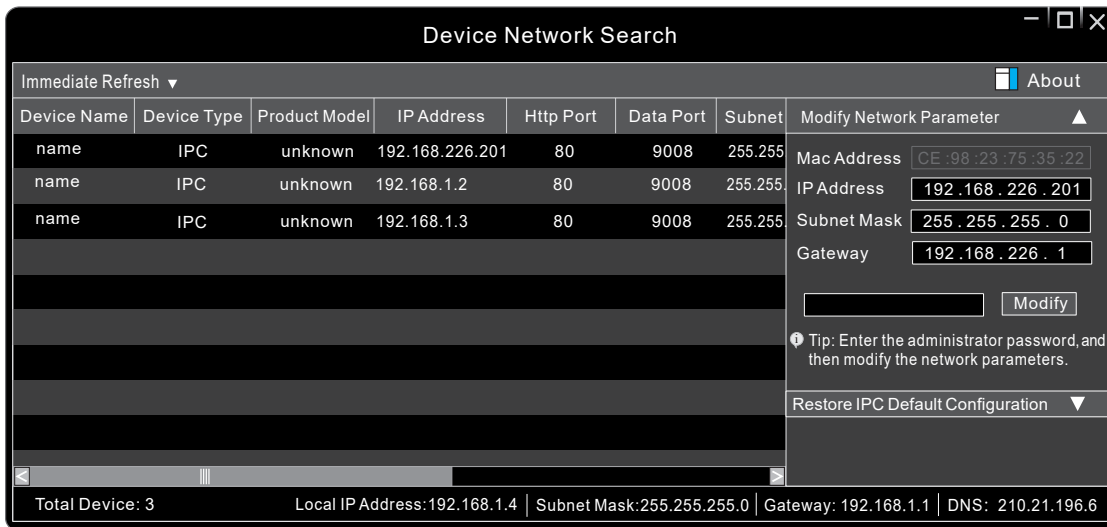 Device Network Search
Immediate Refresh ▼
About
Device Name Device Type Product Model IP Address Http Port Data Port Subnet
name IPC unknown 192.168.226.201 80 9008 255.255
name IPC unknown 192.168.1.2 80 9008 255.255.
name IPC unknown 192.168.1.3 80 9008 255.255.
Modify Network Parameter ▲
Mac Address CE :98 :23 :75 :35 :22
IP Address 192 .168 . 226 . 201
Subnet Mask 255 . 255 . 255 . 0
Gateway 192 .168 . 226 . 1
Modify
Tip: Enter the administrator password, and
then modify the network parameters.
Restore IPC Default Configuration ▼
Total Device: 3 Local IP Address:192.168.1.4 Subnet Mask:255.255.255.0 Gateway: 192.168.1.1 DNS: 210.21.196.6